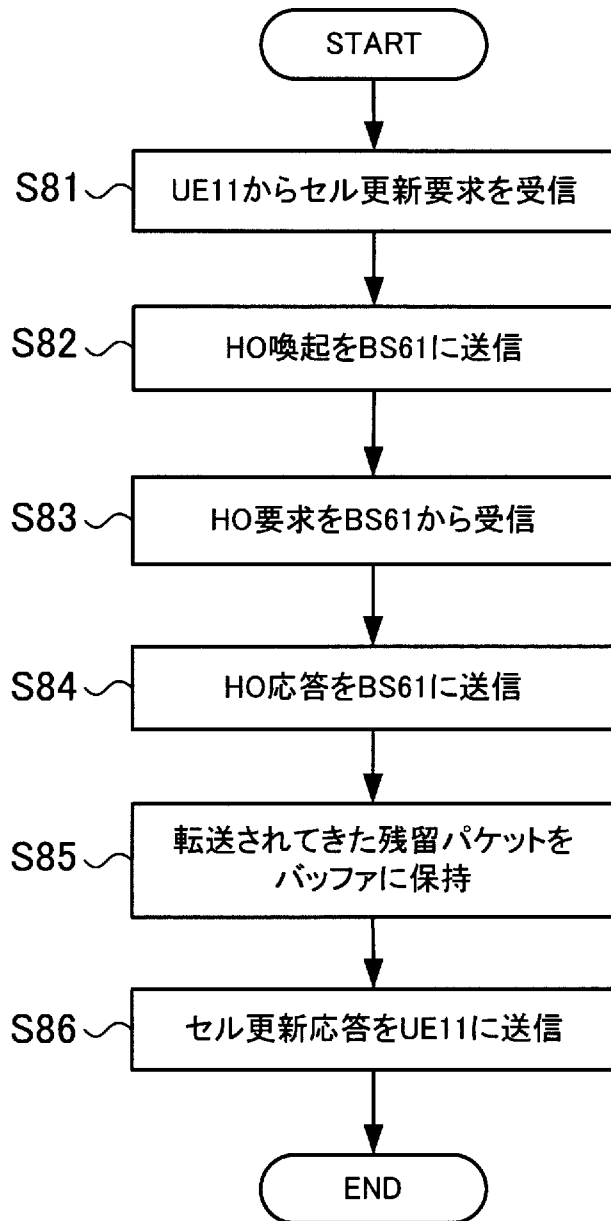 START
S81
UE11からセル更新要求を受信
S82
HO喚起をBS61に送信
S83
HO要求をBS61から受信
S84
HO応答をBS61に送信
S85
転送されてきた残留パケットを
バッファに保持
S86
セル更新応答をUE11に送信
END